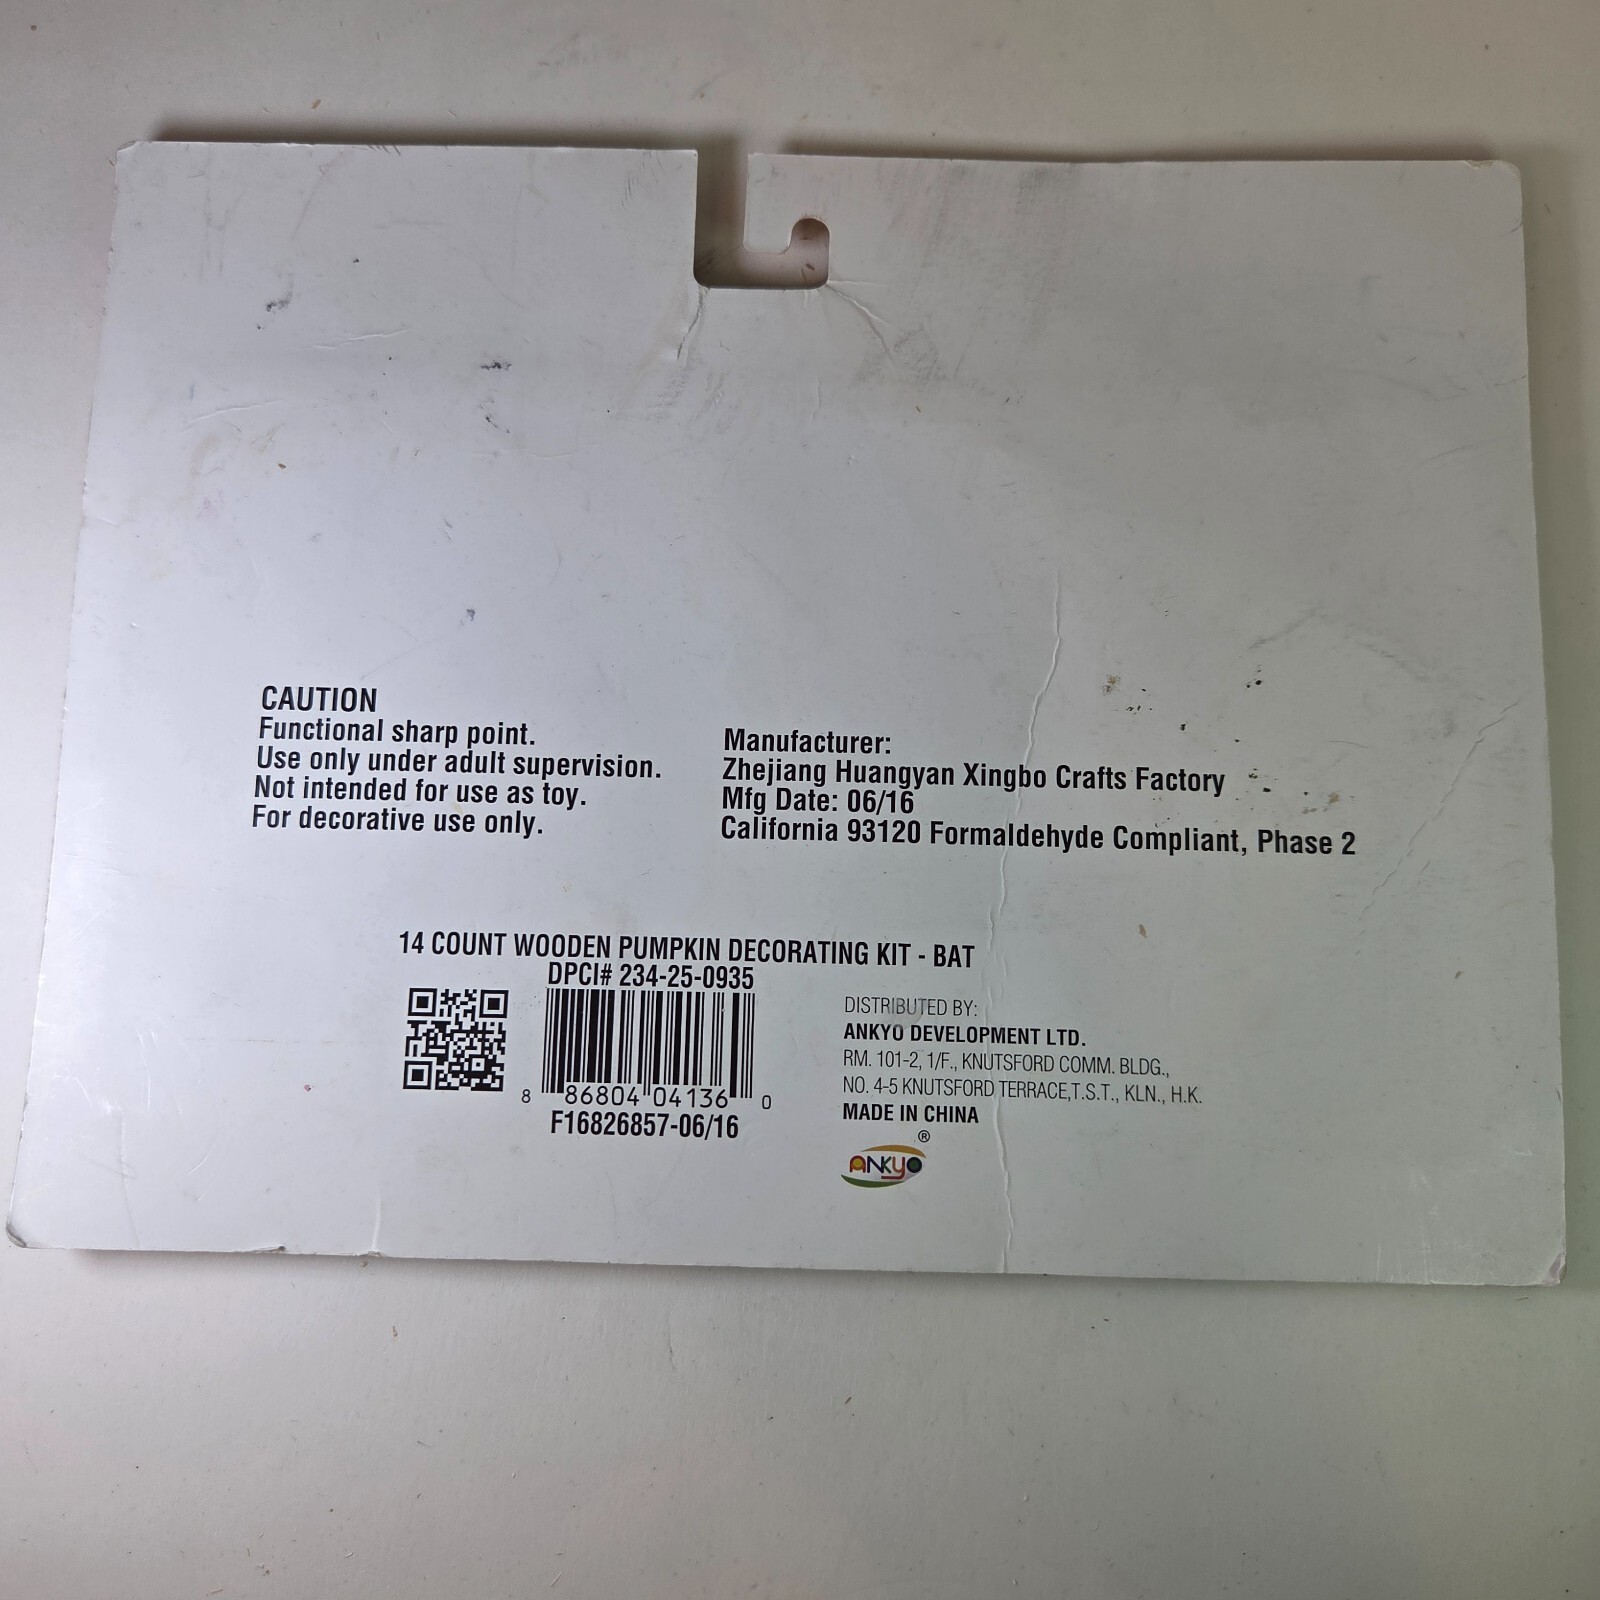 CAUTION
Functional sharp point.
Use only under adult supervision.
Not intended for use as toy.
For decorative use only.
Manufacturer:
Zhejiang Huangyan Xingbo Crafts Factory
Mfg Date: 06/16
California 93120 Formaldehyde Compliant, Phase 2
14 COUNT WOODEN PUMPKIN DECORATING KIT - BAT
DPCI# 234-25-0935
8 86804 04136 0
F16826857-06/16
DISTRIBUTED BY:
ANKYO DEVELOPMENT LTD.
RM. 101-2, 1/F., KNUTSFORD COMM. BLDG.,
NO. 4-5 KNUTSFORD TERRACE,T.S.T., KLN., H.K.
MADE IN CHINA
ANKYO ®